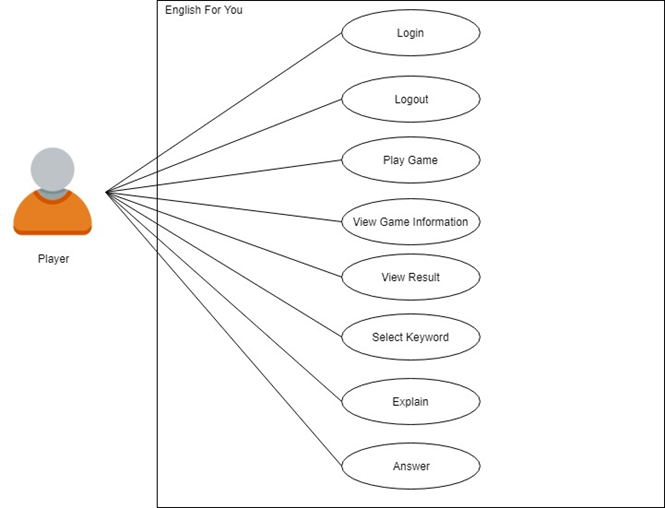 English For You
Login
Logout
Play Game
View Game Information
View Result
Select Keyword
Explain
Answer
Player